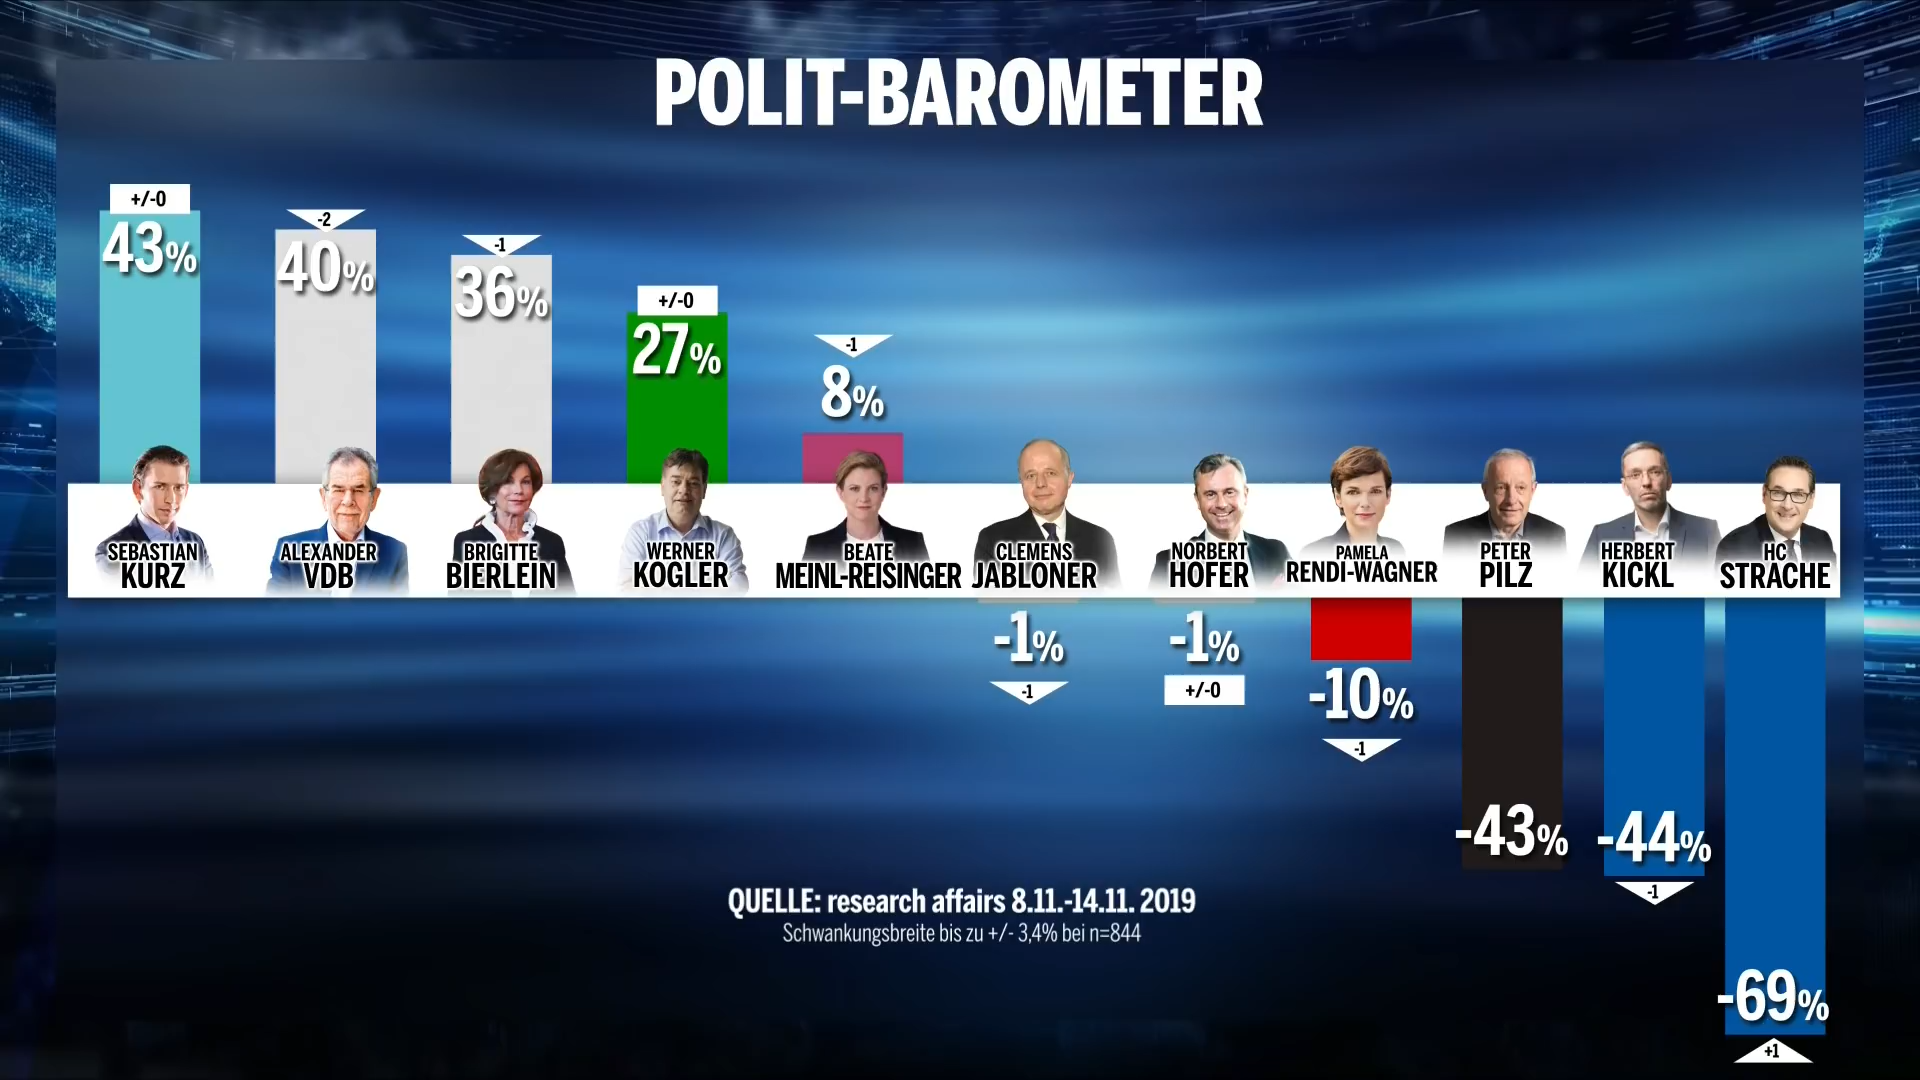 POLIT-BAROMETER
+/-0
43%
-2
40%
-1
36%
+/-0
27%
-1
8%
SEBASTIAN
KURZ
ALEXANDER
VDB
BRIGITTE
BIERLEIN
WERNER
KOGLER
BEATE
MEINL-REISINGER
CLEMENS
JABLONER
NORBERT
HOFER
PAMELA
RENDI-WAGNER
PETER
PILZ
HERBERT
KICKL
HC
STRACHE
-1%
-1
-1%
+/-0
-10%
-1
-43%
-44%
-1
-69%
+1
QUELLE: research affairs 8.11.-14.11. 2019
Schwankungsbreite bis zu +/- 3,4% bei n=844